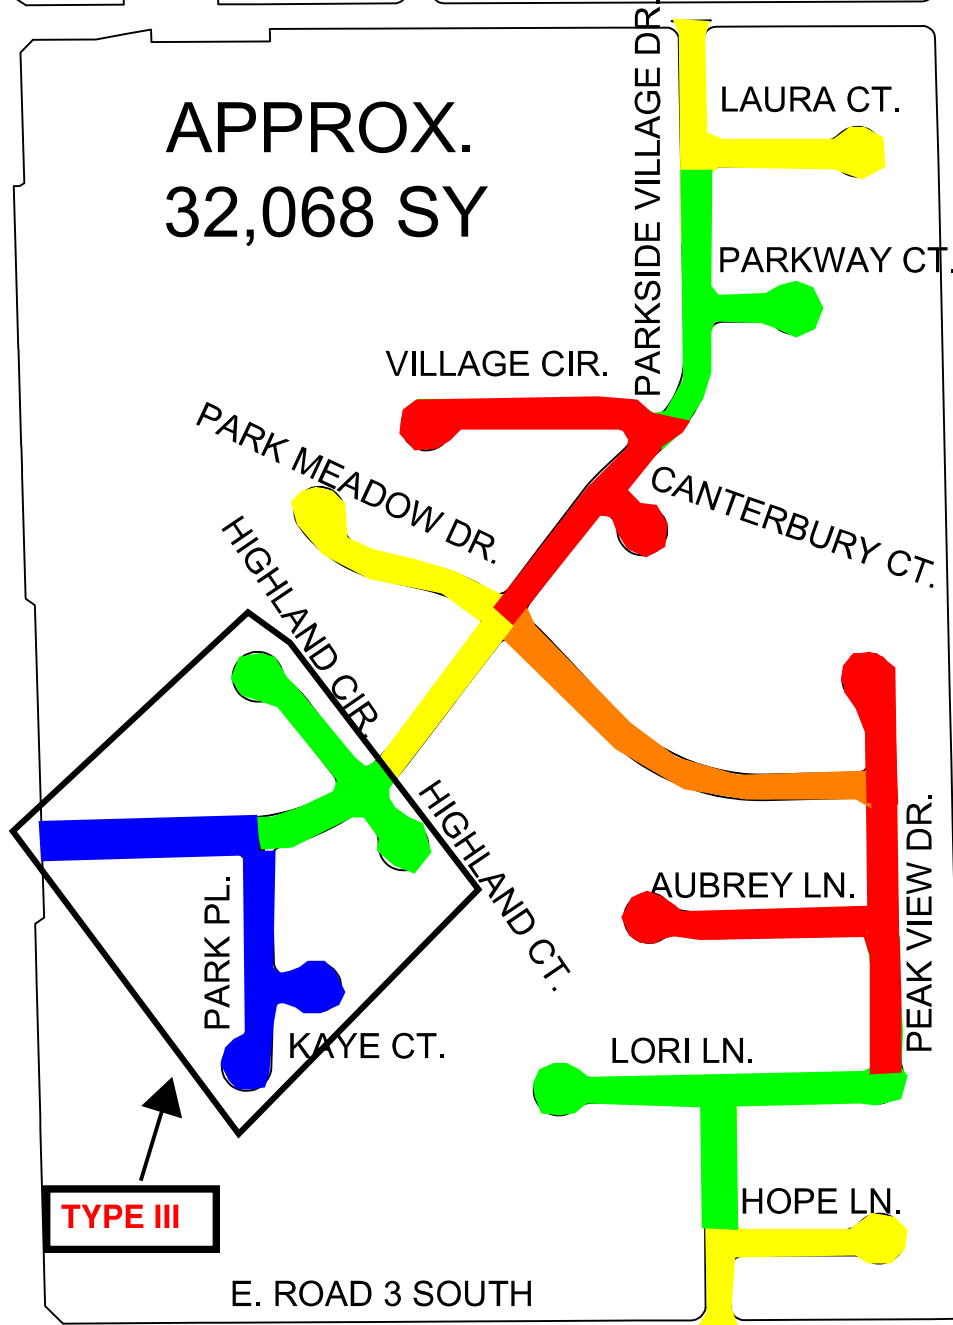 PARKSIDE VILLAGE DR.
LAURA CT.
APPROX.
32,068 SY
PARKWAY CT.
VILLAGE CIR.
PARK MEADOW DR.
CANTERBURY CT.
HIGHLAND CIR.
HIGHLAND CT.
PEAK VIEW DR.
AUBREY LN.
PARK PL.
KAYE CT.
LORI LN.
TYPE III
HOPE LN.
E. ROAD 3 SOUTH